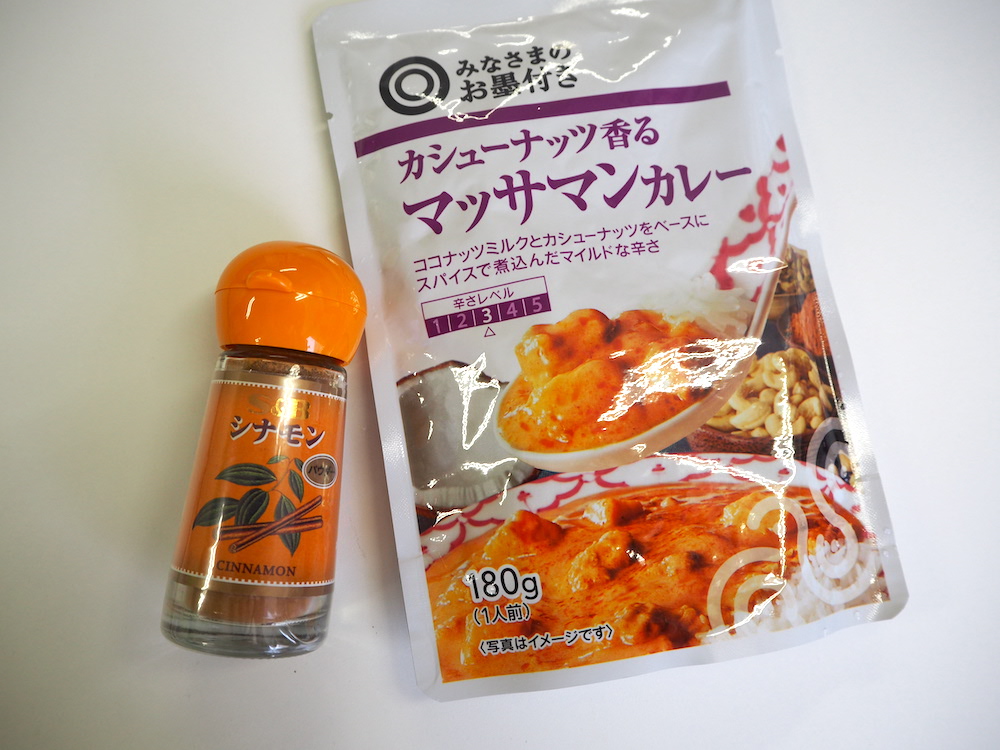 みなさまの
お墨付き
カシューナッツ香る
マッサマンカレー
ココナッツミルクとカシューナッツをベースに
スパイスで煮込んだマイルドな辛さ
辛さレベル
1 2 3 4 5
180g
(1人前)
〈写真はイメージです〉
S&B
シナモン
パウダー
CINNAMON